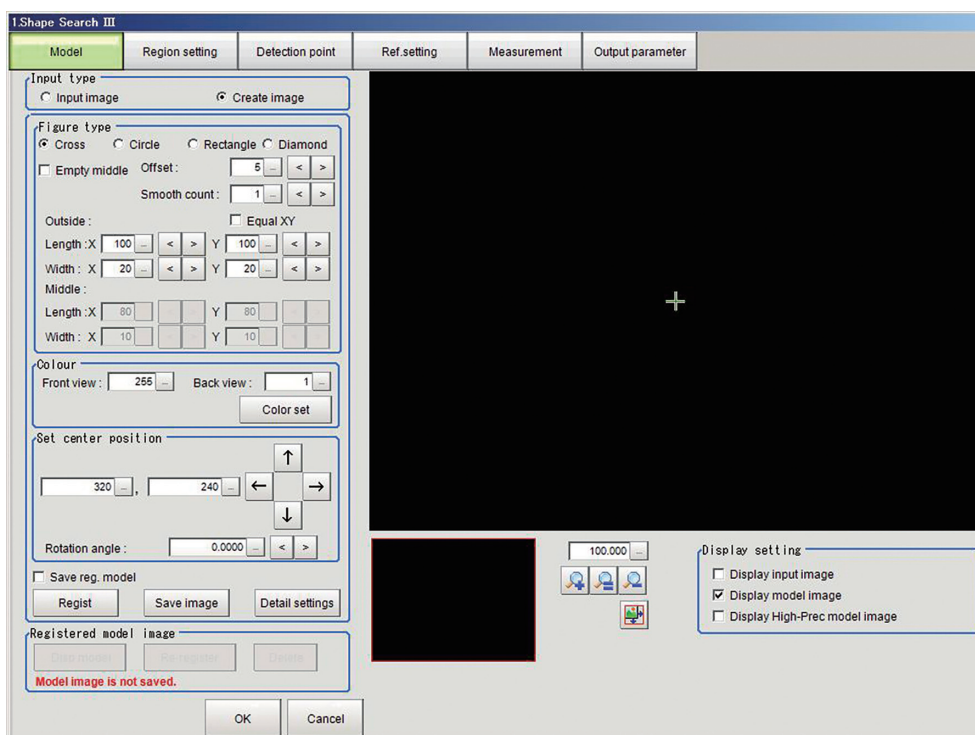 1.Shape Search III
Model Region setting Detection point Ref.setting Measurement Output parameter
Input type
Input image Create image
Figure type
Cross Circle Rectangle Diamond
Empty middle Offset : 5 ... < >
Smooth count : 1 ... < >
Outside : Equal XY
Length :X 100 ... < > Y 100 ... < >
Width : X 20 ... < > Y 20 ... < >
Middle :
Length :X 80 Y 80
Width : X 10 Y 10
Colour
Front view : 255 ... Back view : 1 ...
Color set
Set center position
↑
320 ... , 240 ... ← →
↓
Rotation angle : 0.0000 ... < >
Save reg. model
Regist Save image Detail settings
Registered model image
Disp model Re-register Delete
Model image is not saved.
OK Cancel
100.000 ...
Display setting
Display input image
Display model image
Display High-Prec model image